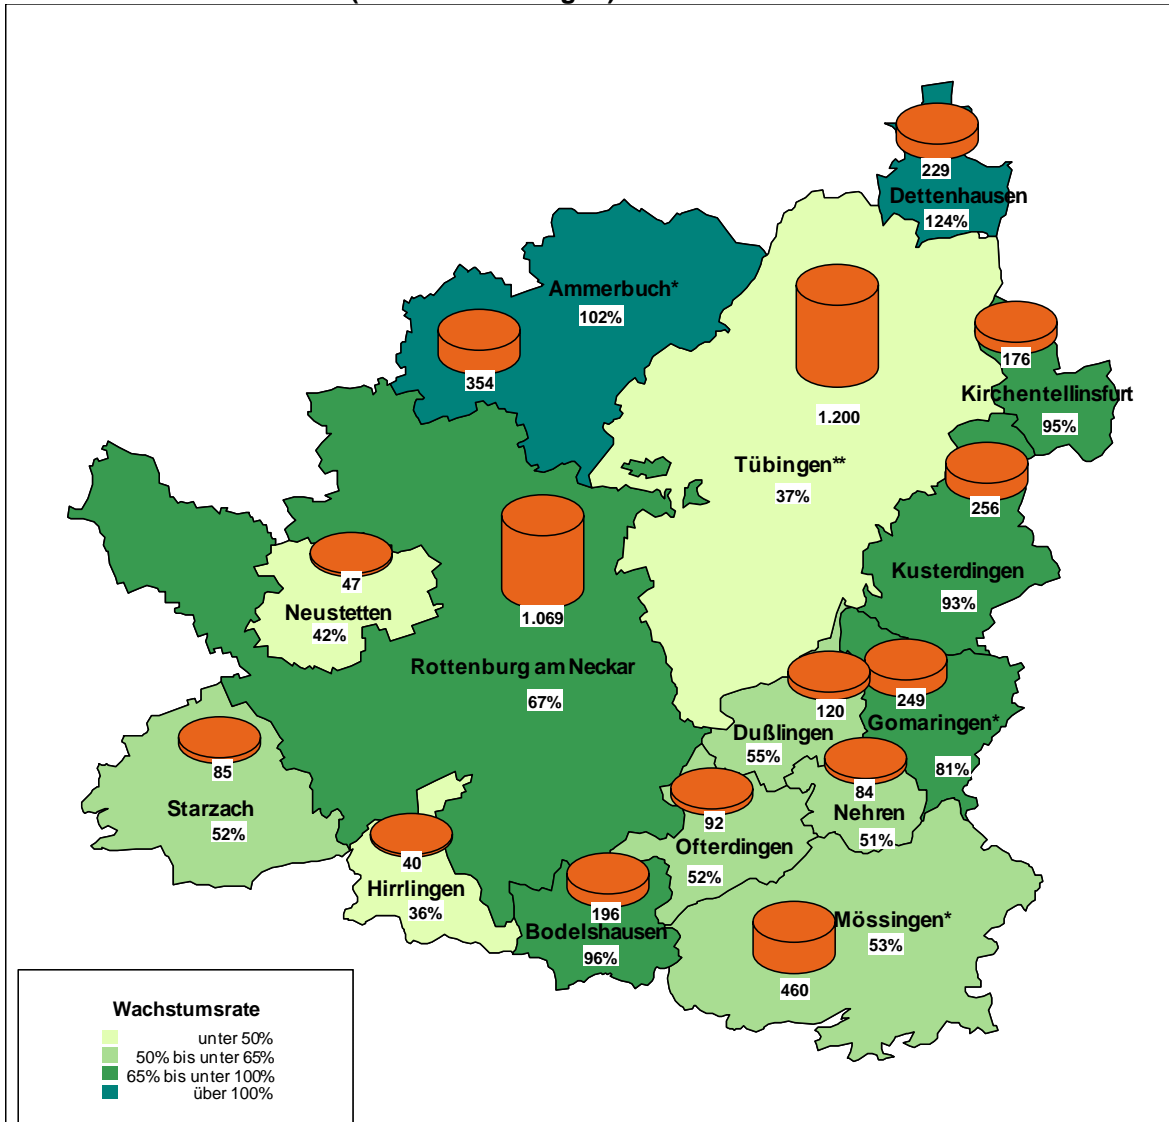 229
Dettenhausen
124%
Ammerbuch*
102%
354
176
Kirchentellinsfurt
95%
1.200
Tübingen**
37%
256
Kusterdingen
93%
47
Neustetten
42%
1.069
Rottenburg am Neckar
67%
120
Dußlingen
55%
249
Gomaringen*
81%
85
Starzach
52%
84
Nehren
51%
92
Ofterdingen
52%
40
Hirrlingen
36%
196
Bodelshausen
96%
Mössingen*
53%
460
Wachstumsrate
unter 50%
50% bis unter 65%
65% bis unter 100%
über 100%